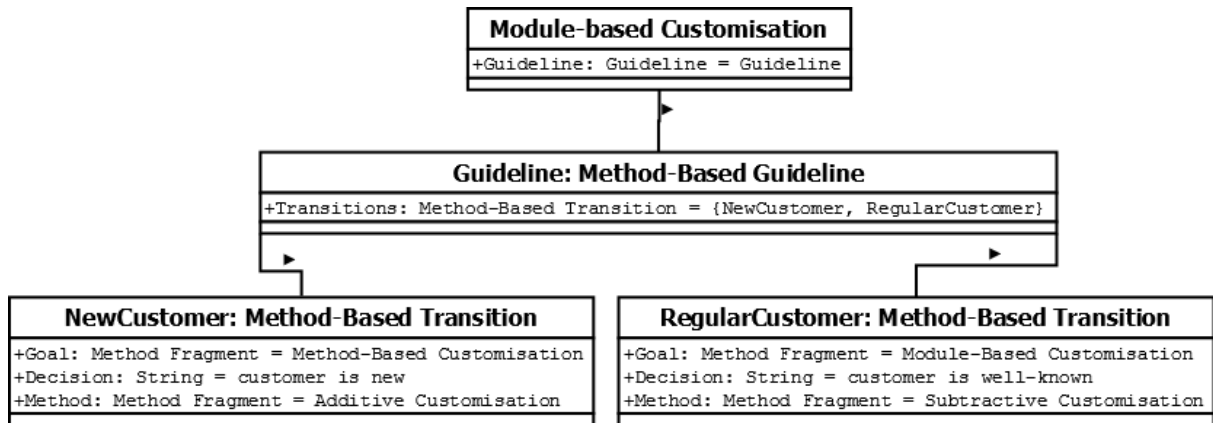 Module-based Customisation
+Guideline: Guideline = Guideline
Guideline: Method-Based Guideline
+Transitions: Method-Based Transition = {NewCustomer, RegularCustomer}
NewCustomer: Method-Based Transition
+Goal: Method Fragment = Method-Based Customisation
+Decision: String = customer is new
+Method: Method Fragment = Additive Customisation
RegularCustomer: Method-Based Transition
+Goal: Method Fragment = Module-Based Customisation
+Decision: String = customer is well-known
+Method: Method Fragment = Subtractive Customisation